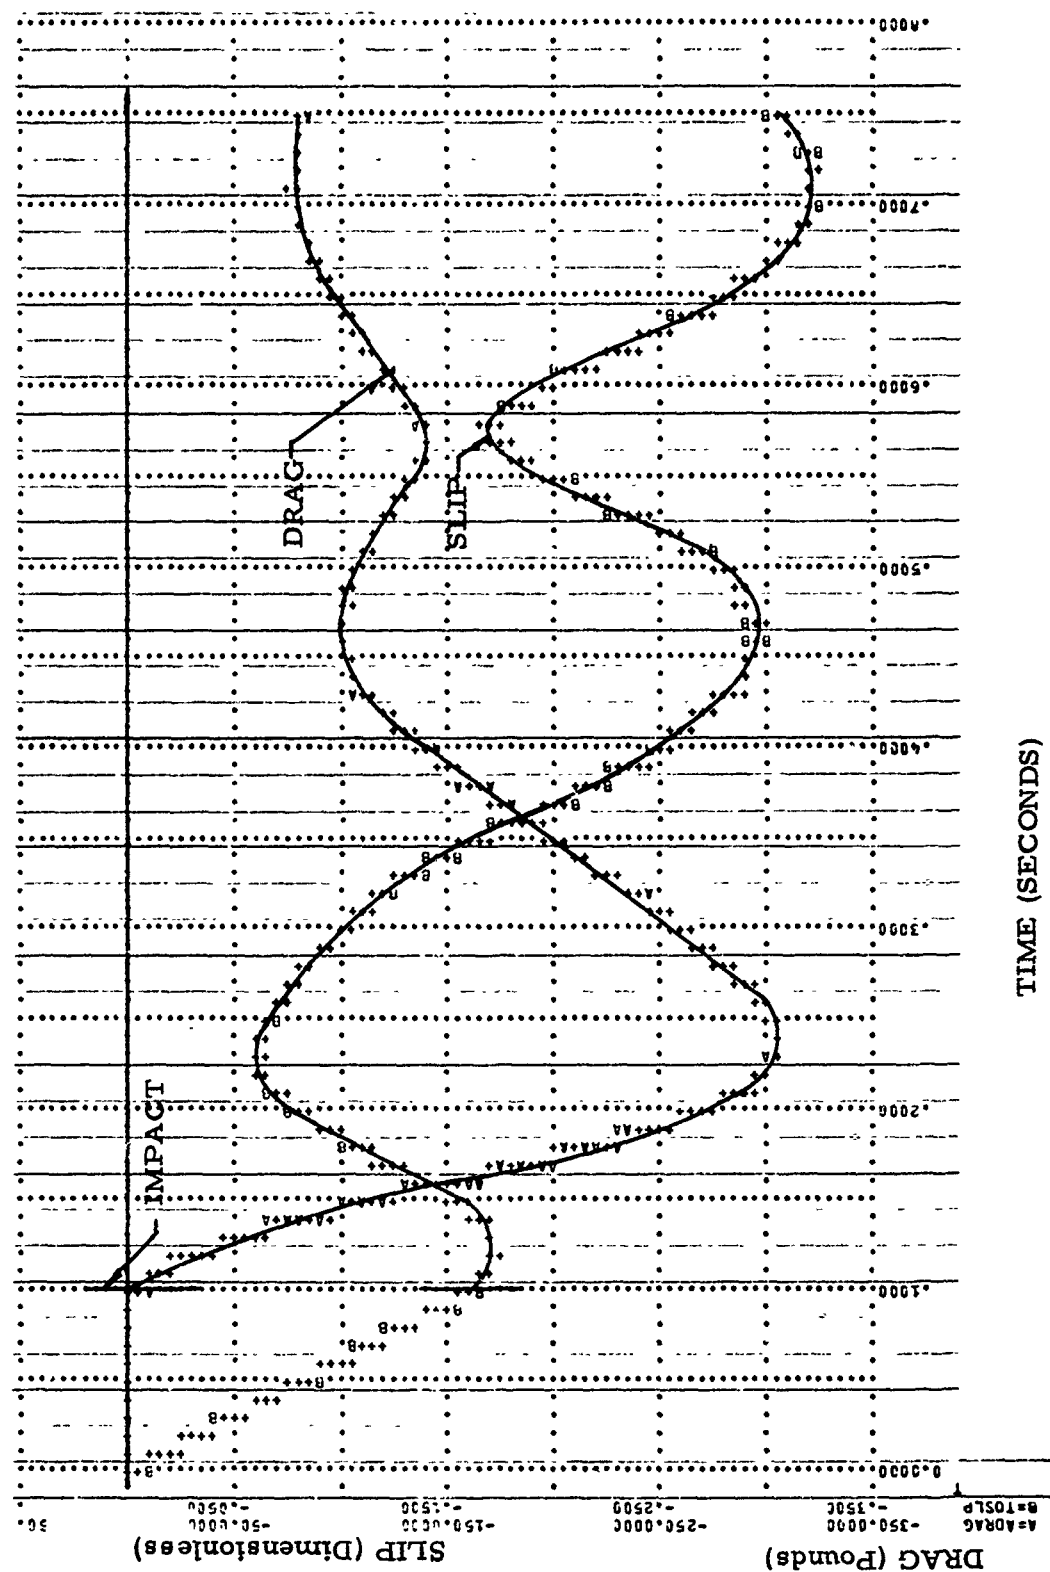 TIME (SECONDS)
.8000
.7000
.6000
.5000
.4000
.3000
.2000
.1000
0.0000
DRAG
SLIP
IMPACT
-.0500
-.1500
-.2500
-.3500
-50.0000
-150.0000
-250.0000
-350.0000
A=ADRAG
B=TOSLP
SLIP (Dimensionless)
DRAG (Pounds)